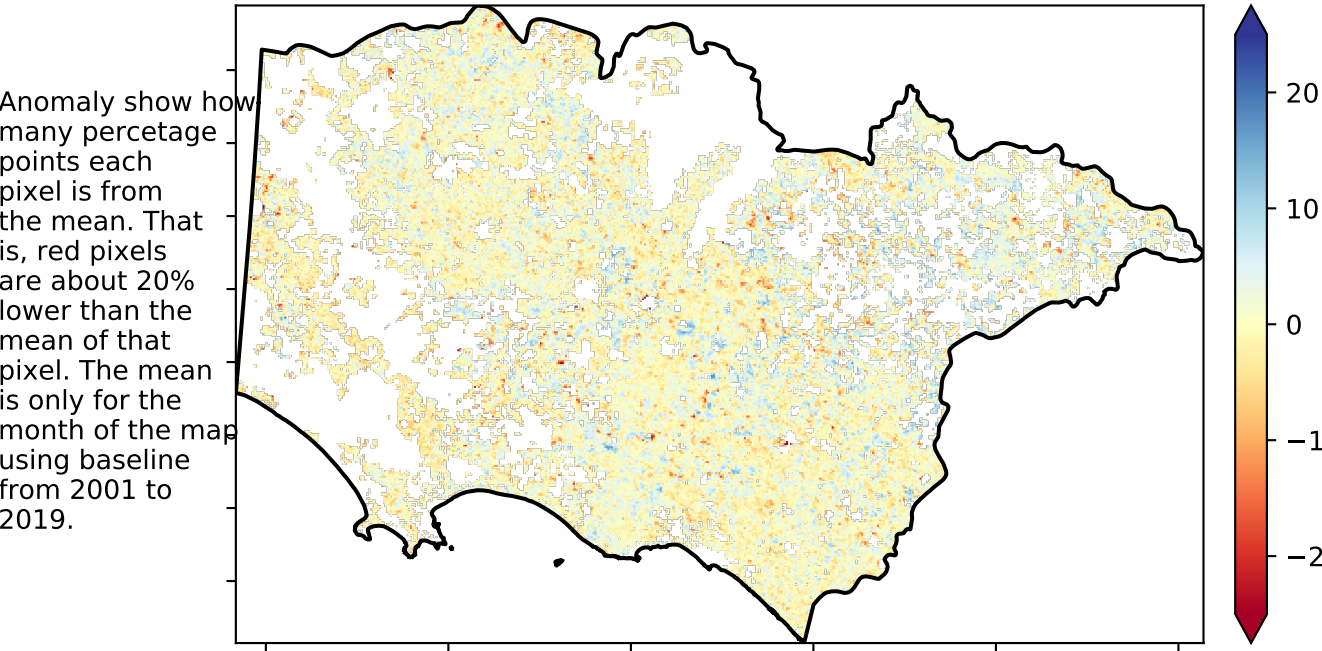 Anomaly show how
many percetage
points each
pixel is from
the mean. That
is, red pixels
are about 20%
lower than the
mean of that
pixel. The mean
is only for the
month of the map
using baseline
from 2001 to
2019.
20
10
0
−1
−2